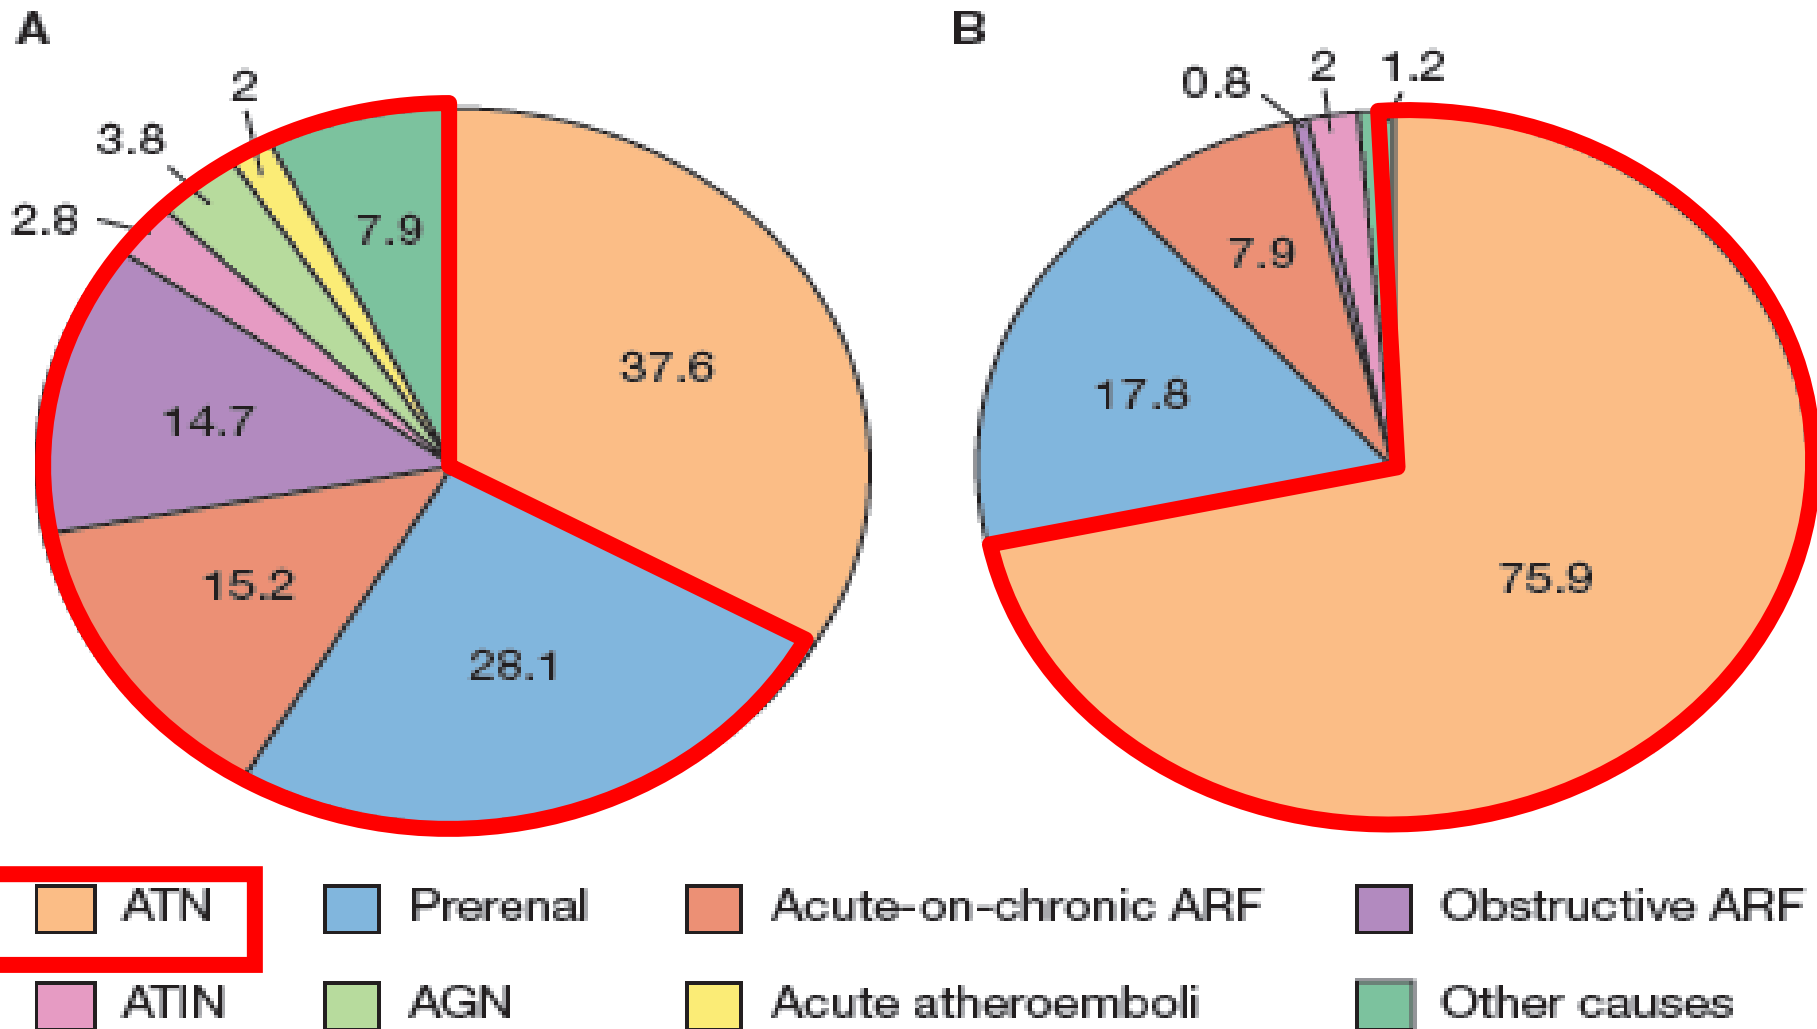 A
B
2
3.8
2.8
7.9
37.6
14.7
15.2
28.1
0.8
2
1.2
7.9
17.8
75.9
ATN
Prerenal
Acute-on-chronic ARF
Obstructive ARF
ATIN
AGN
Acute atheroemboli
Other causes